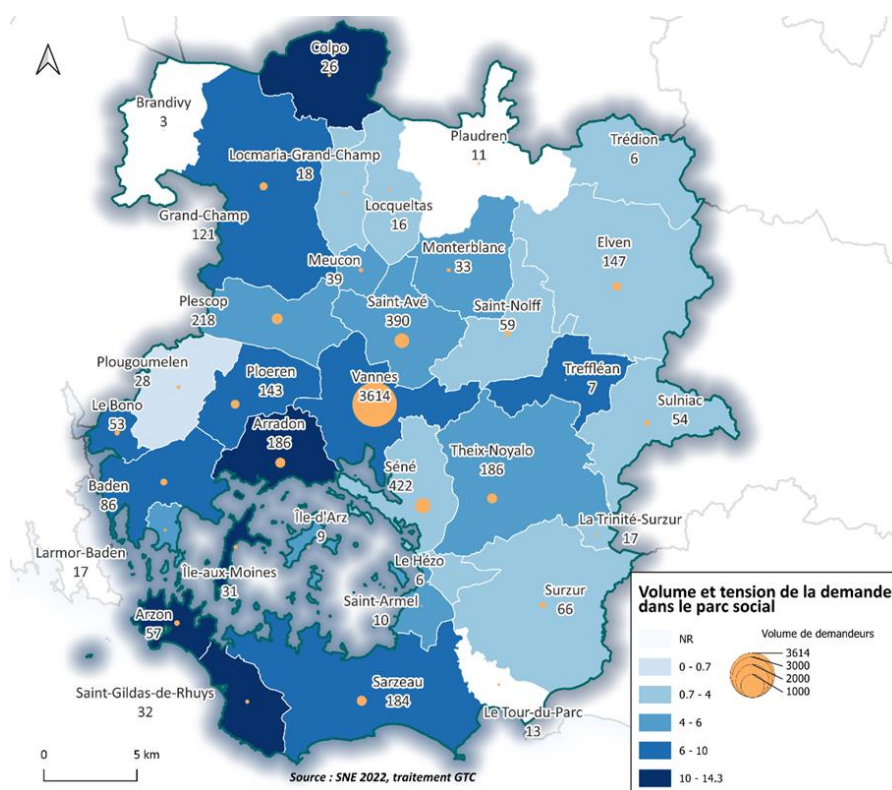 Colpo
26
Brandivy
3
Plaudren
11
Trédion
6
Locmaria-Grand-Champ
18
Locqueltas
16
Grand-Champ
121
Elven
147
Monterblanc
33
Meucon
39
Saint-Avé
390
Saint-Nolff
59
Plescop
218
Plougoumelen
28
Ploeren
143
Vannes
3614
Treffléan
7
Sulniac
54
Le Bono
53
Arradon
186
Theix-Noyalo
186
Séné
422
Baden
86
Île-d'Arz
9
La Trinité-Surzur
17
Larmor-Baden
17
Île-aux-Moines
31
Le Hézo
6
Surzur
66
Saint-Armel
10
Arzon
57
Saint-Gildas-de-Rhuys
32
Sarzeau
184
Le Tour-du-Parc
13
Volume et tension de la demande
dans le parc social
NR
0 - 0.7
0.7 - 4
4 - 6
6 - 10
10 - 14.3
Volume de demandeurs
3614
3000
2000
1000
0
5 km
Source : SNE 2022, traitement GTC